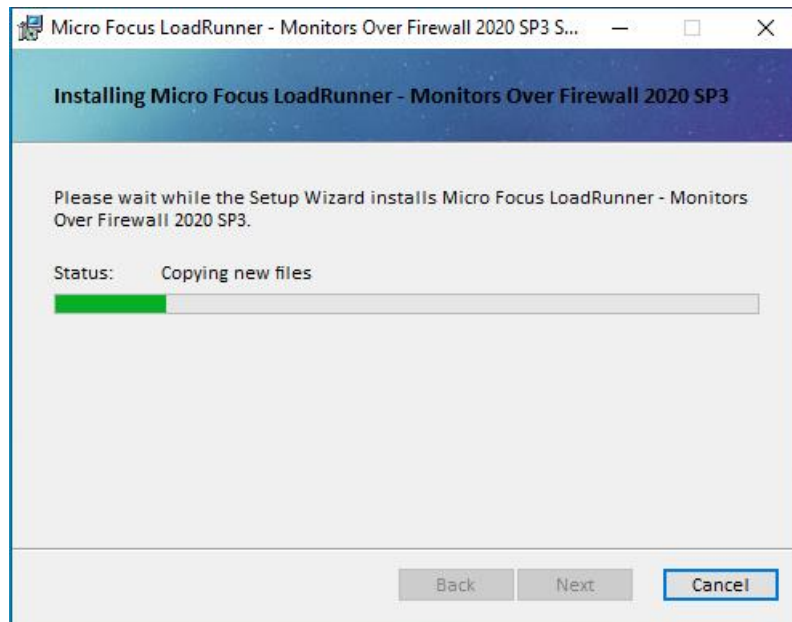 Micro Focus LoadRunner - Monitors Over Firewall 2020 SP3 S...
Installing Micro Focus LoadRunner - Monitors Over Firewall 2020 SP3
Please wait while the Setup Wizard installs Micro Focus LoadRunner - Monitors
Over Firewall 2020 SP3.
Status: Copying new files
Back Next Cancel